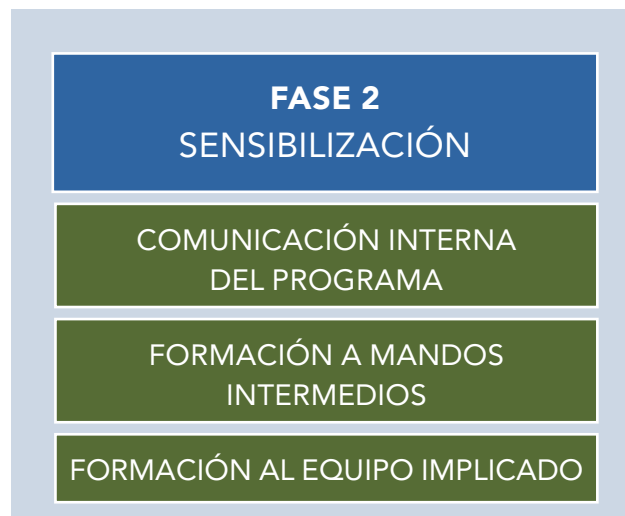 FASE 2
SENSIBILIZACIÓN
COMUNICACIÓN INTERNA
DEL PROGRAMA
FORMACIÓN A MANDOS
INTERMEDIOS
FORMACIÓN AL EQUIPO IMPLICADO